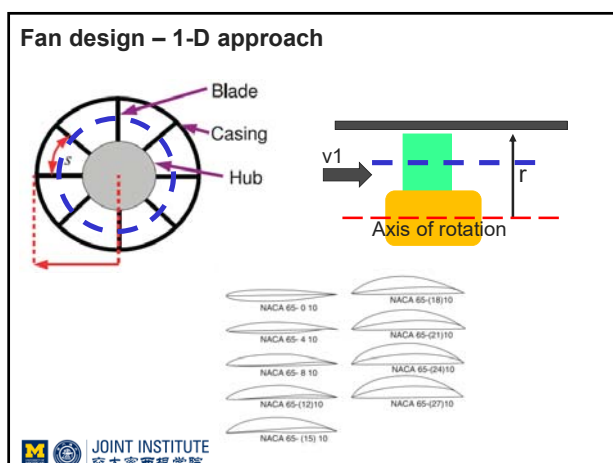 Fan design – 1-D approach
Blade
Casing
Hub
s
v1
r
Axis of rotation
NACA 65- 0 10
NACA 65- 4 10
NACA 65- 8 10
NACA 65-(12)10
NACA 65- (15) 10
NACA 65-(18)10
NACA 65-(21)10
NACA 65-(24)10
NACA 65-(27)10
M
JOINT INSTITUTE